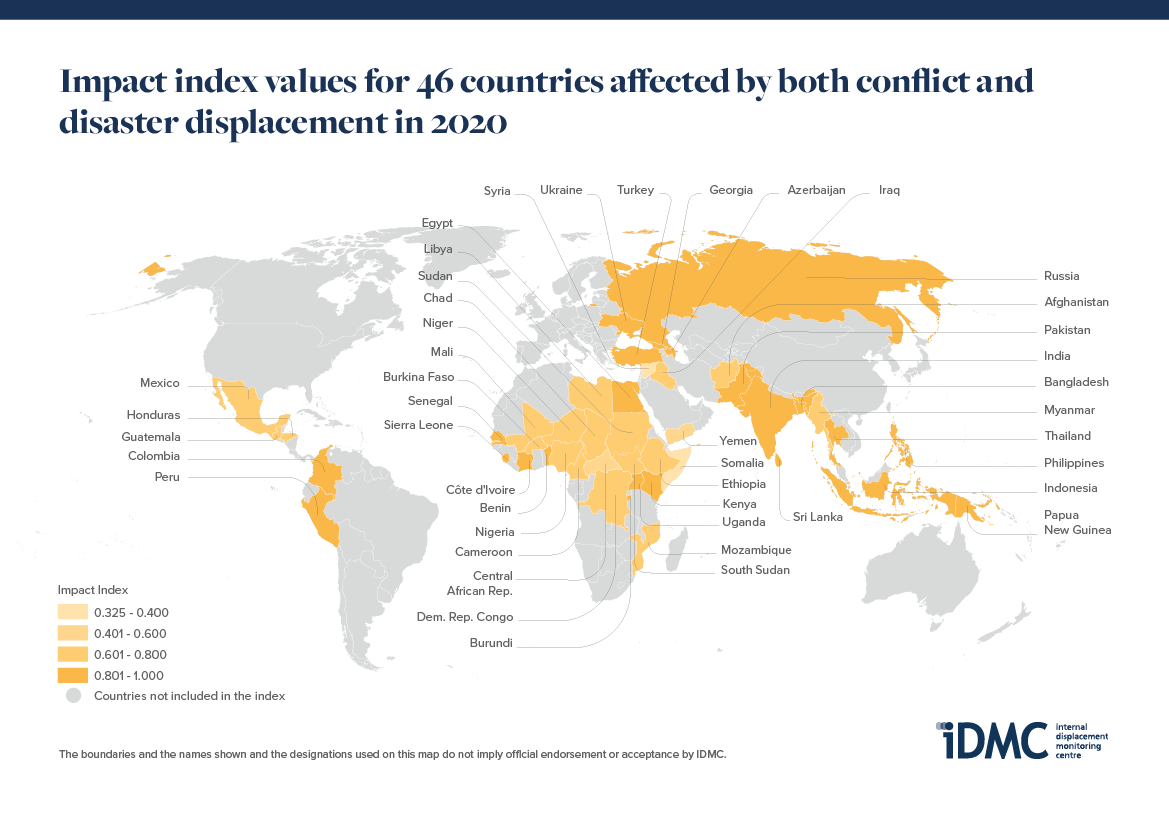 Impact index values for 46 countries affected by both conflict and
disaster displacement in 2020
Syria
Ukraine
Turkey
Georgia
Azerbaijan
Iraq
Egypt
Libya
Sudan
Chad
Niger
Mali
Burkina Faso
Senegal
Sierra Leone
Mexico
Honduras
Guatemala
Colombia
Peru
Russia
Afghanistan
Pakistan
India
Bangladesh
Myanmar
Thailand
Philippines
Indonesia
Papua
New Guinea
Sri Lanka
Yemen
Somalia
Ethiopia
Kenya
Uganda
Mozambique
South Sudan
Côte d'Ivoire
Benin
Nigeria
Cameroon
Central
African Rep.
Dem. Rep. Congo
Burundi
Impact Index
0.325 - 0.400
0.401 - 0.600
0.601 - 0.800
0.801 - 1.000
Countries not included in the index
The boundaries and the names shown and the designations used on this map do not imply official endorsement or acceptance by IDMC.
iDMC
internal
displacement
monitoring
centre